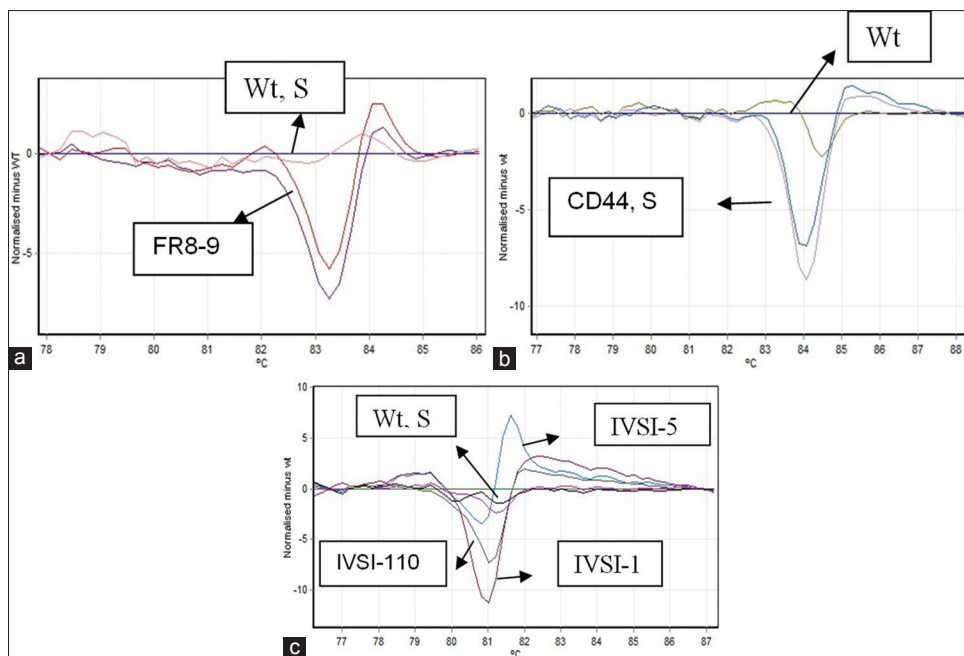 Normalised minus WT
5
0
-5
Wt, S
FR8-9
78 79 80 81 82 83 84 85 86
°C
a
Normalised minus wt
0
-5
-10
Wt
CD44, S
77 78 79 80 81 82 83 84 85 86 87 88
°C
b
Normalised minus wt
10
5
0
-5
-10
Wt, S
IVSI-5
IVSI-110
IVSI-1
77 78 79 80 81 82 83 84 85 86 87
°C
c